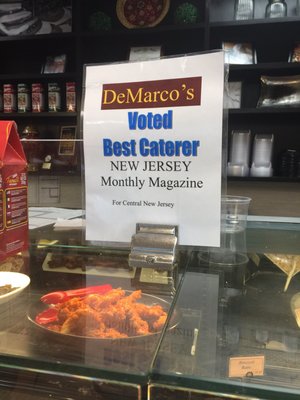 DeMarco's
Voted
Best Caterer
NEW JERSEY
Monthly Magazine
For Central New Jersey